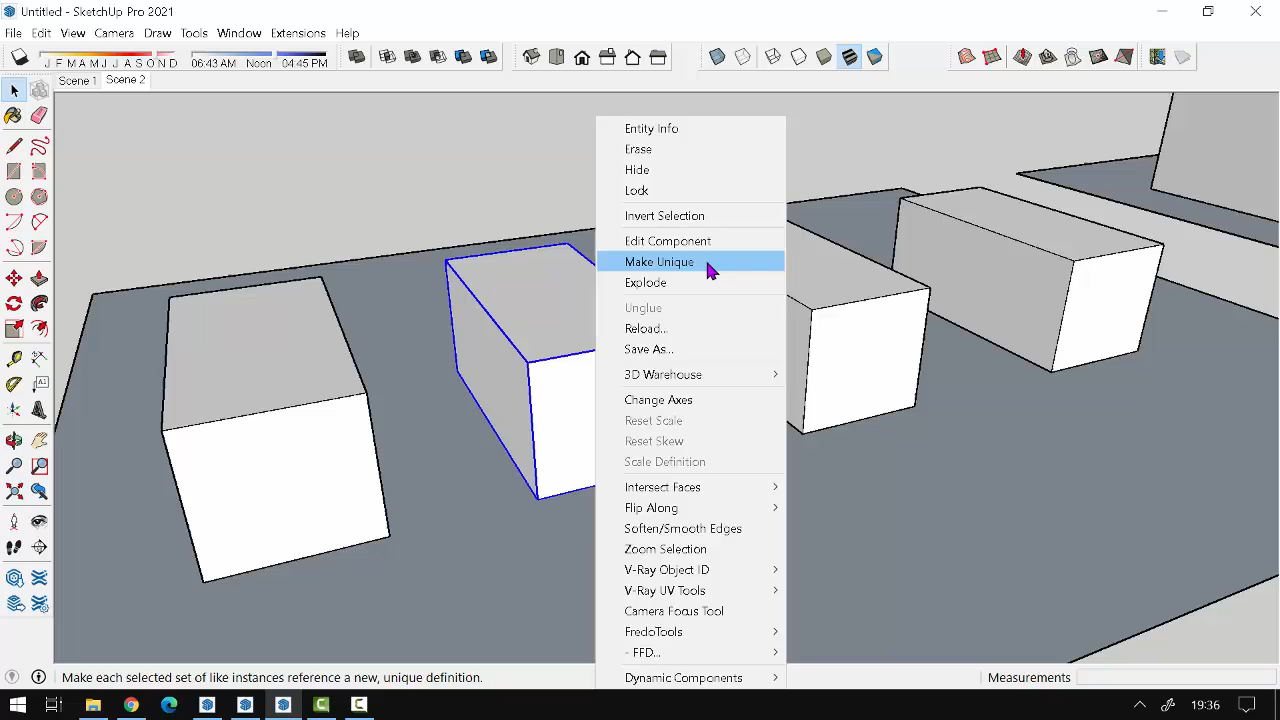 Untitled - SketchUp Pro 2021
File Edit View Camera Draw Tools Window Extensions Help
J F M A M J J A S O N D 06:43 AM Noon 04:45 PM
Scene 1 Scene 2
Entity Info
Erase
Hide
Lock
Invert Selection
Edit Component
Make Unique
Explode
Unglue
Reload...
Save As...
3D Warehouse
Change Axes
Reset Scale
Reset Skew
Scale Definition
Intersect Faces
Flip Along
Soften/Smooth Edges
Zoom Selection
V-Ray Object ID
V-Ray UV Tools
Camera Focus Tool
FredoTools
- FFD...
Dynamic Components
Make each selected set of like instances reference a new, unique definition.
Measurements
19:36